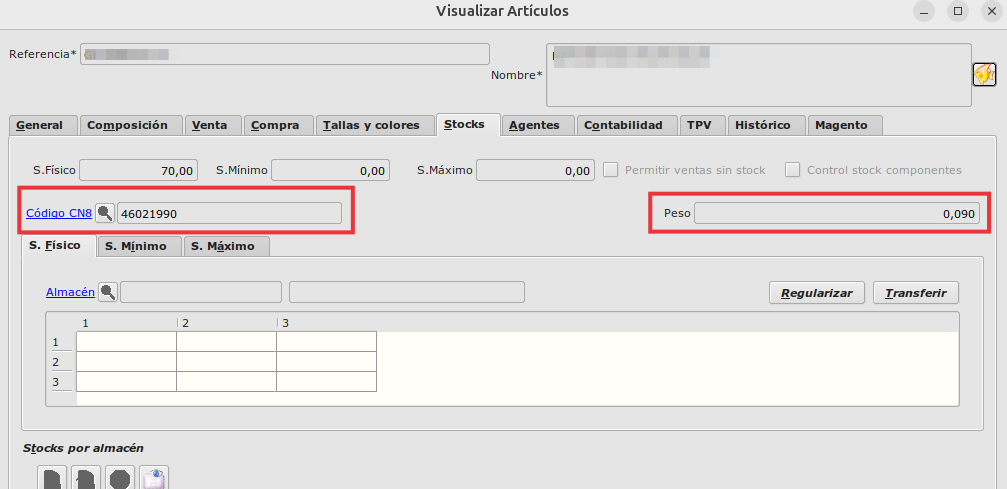 Visualizar Artículos
Referencia*
Nombre*
General Composición Venta Compra Tallas y colores Stocks Agentes Contabilidad TPV Histórico Magento
S.Físico 70,00 S.Mínimo 0,00 S.Máximo 0,00 Permitir ventas sin stock Control stock componentes
Código CN8 46021990 Peso 0,090
S. Físico S. Mínimo S. Máximo
Almacén Regularizar Transferir
1 2 3
1
2
3
Stocks por almacén